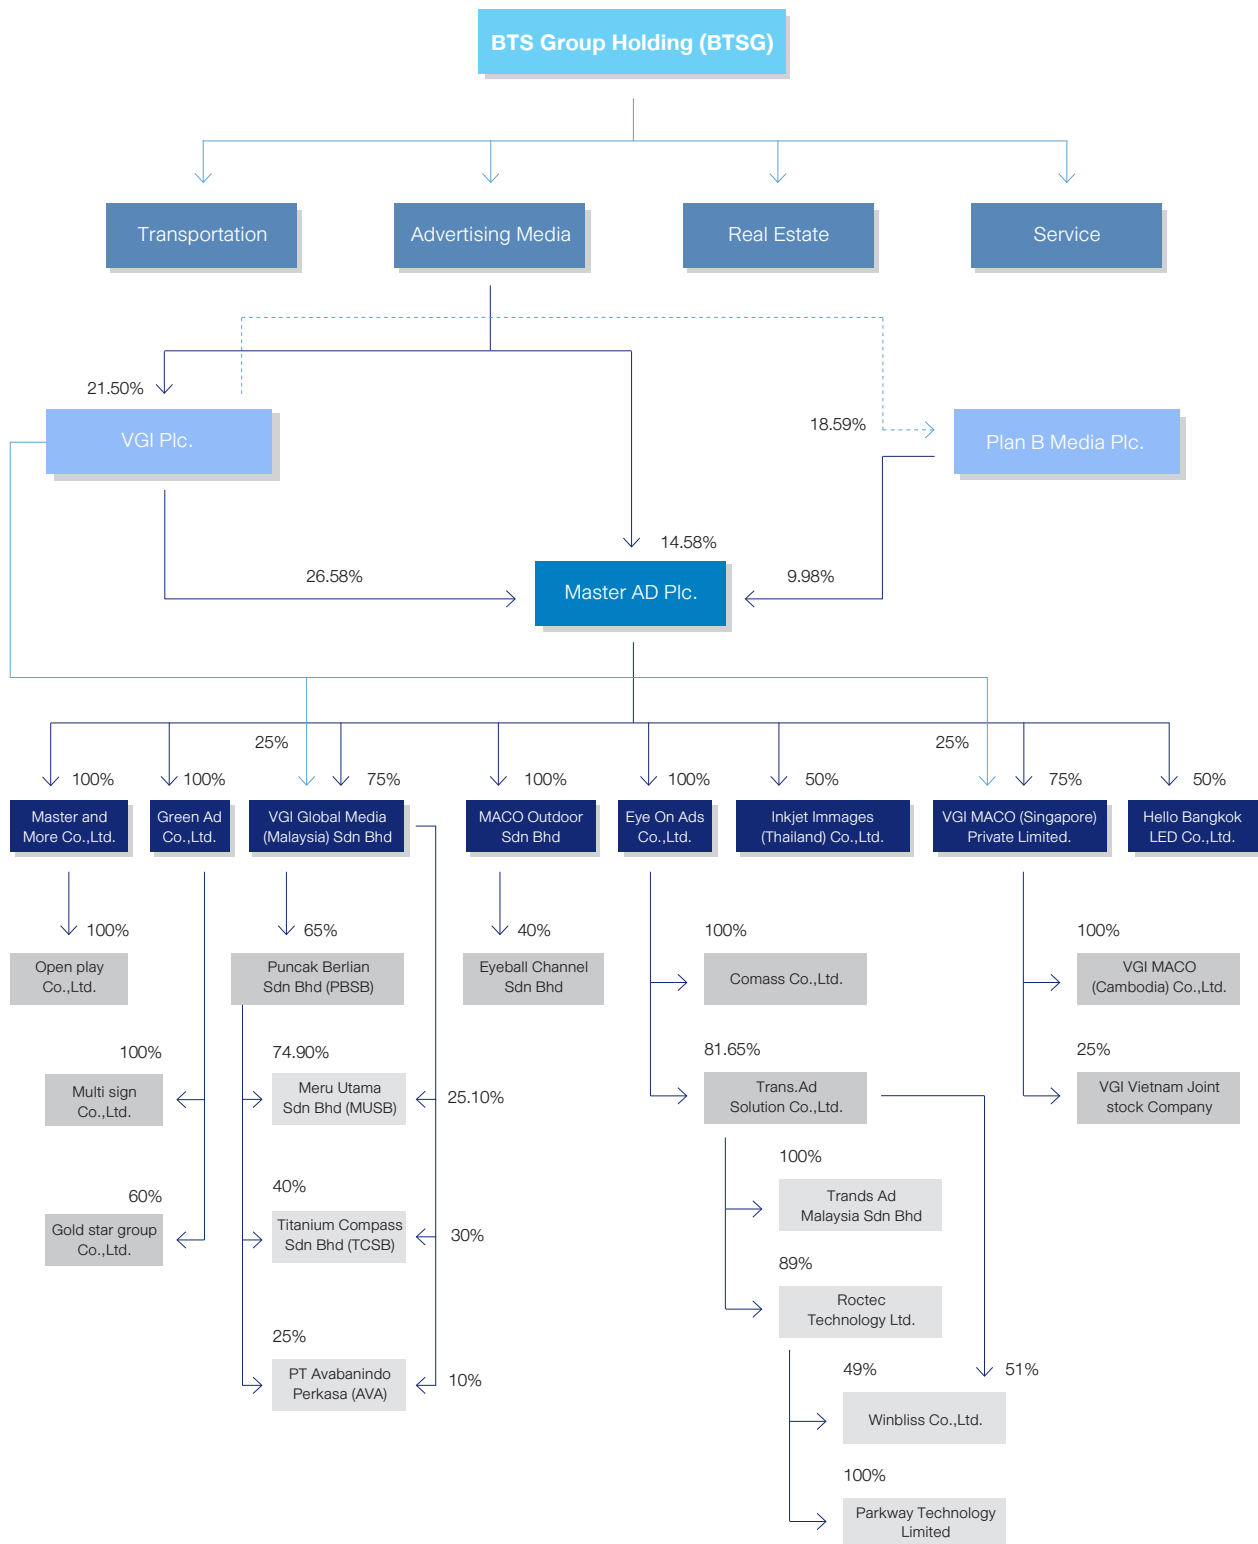 BTS Group Holding (BTSG)
Transportation
Advertising Media
Real Estate
Service
21.50%
VGI Plc.
18.59%
Plan B Media Plc.
14.58%
26.58%
Master AD Plc.
9.98%
25%
25%
100%
100%
75%
100%
100%
50%
75%
50%
Master and
More Co.,Ltd.
Green Ad
Co.,Ltd.
VGI Global Media
(Malaysia) Sdn Bhd
MACO Outdoor
Sdn Bhd
Eye On Ads
Co.,Ltd.
Inkjet Immages
(Thailand) Co.,Ltd.
VGI MACO (Singapore)
Private Limited.
Hello Bangkok
LED Co.,Ltd.
100%
65%
40%
100%
100%
Open play
Co.,Ltd.
Puncak Berlian
Sdn Bhd (PBSB)
Eyeball Channel
Sdn Bhd
Comass Co.,Ltd.
VGI MACO
(Cambodia) Co.,Ltd.
100%
74.90%
81.65%
25%
Multi sign
Co.,Ltd.
Meru Utama
Sdn Bhd (MUSB)
25.10%
Trans.Ad
Solution Co.,Ltd.
VGI Vietnam Joint
stock Company
60%
40%
100%
Gold star group
Co.,Ltd.
Titanium Compass
Sdn Bhd (TCSB)
30%
Trands Ad
Malaysia Sdn Bhd
89%
Roctec
Technology Ltd.
25%
PT Avabanindo
Perkasa (AVA)
10%
49%
51%
Winbliss Co.,Ltd.
100%
Parkway Technology
Limited